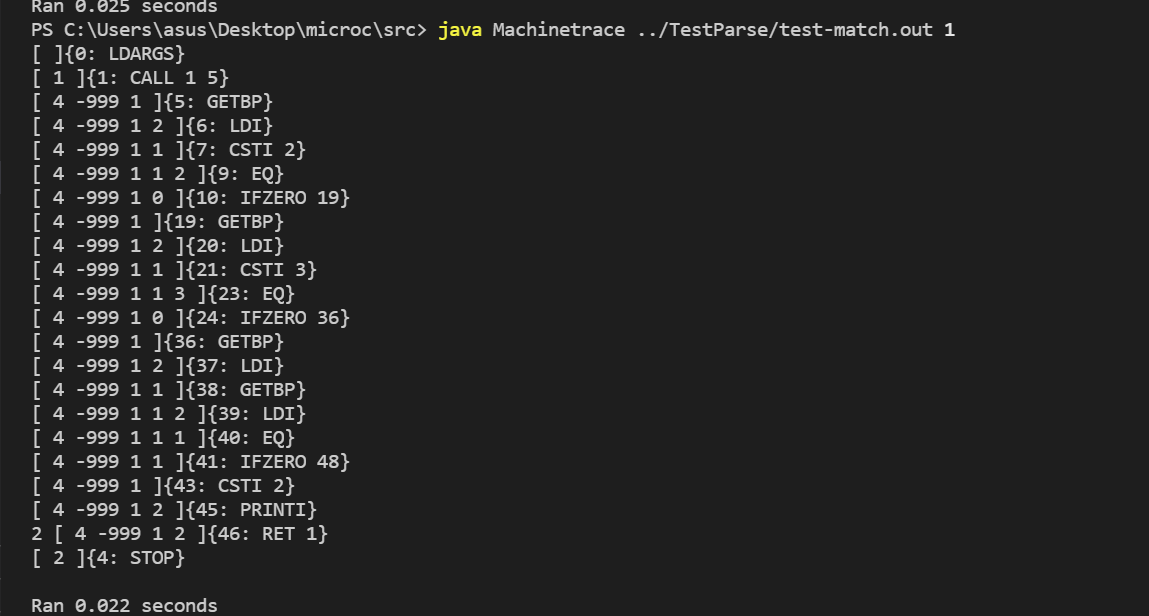 Ran 0.025 seconds
PS C:\Users\asus\Desktop\microc\src> java Machinetrace ../TestParse/test-match.out 1
[ ]{0: LDARGS}
[ 1 ]{1: CALL 1 5}
[ 4 -999 1 ]{5: GETBP}
[ 4 -999 1 2 ]{6: LDI}
[ 4 -999 1 1 ]{7: CSTI 2}
[ 4 -999 1 1 2 ]{9: EQ}
[ 4 -999 1 0 ]{10: IFZERO 19}
[ 4 -999 1 ]{19: GETBP}
[ 4 -999 1 2 ]{20: LDI}
[ 4 -999 1 1 ]{21: CSTI 3}
[ 4 -999 1 1 3 ]{23: EQ}
[ 4 -999 1 0 ]{24: IFZERO 36}
[ 4 -999 1 ]{36: GETBP}
[ 4 -999 1 2 ]{37: LDI}
[ 4 -999 1 1 ]{38: GETBP}
[ 4 -999 1 1 2 ]{39: LDI}
[ 4 -999 1 1 1 ]{40: EQ}
[ 4 -999 1 1 ]{41: IFZERO 48}
[ 4 -999 1 ]{43: CSTI 2}
[ 4 -999 1 2 ]{45: PRINTI}
2 [ 4 -999 1 2 ]{46: RET 1}
[ 2 ]{4: STOP}
Ran 0.022 seconds